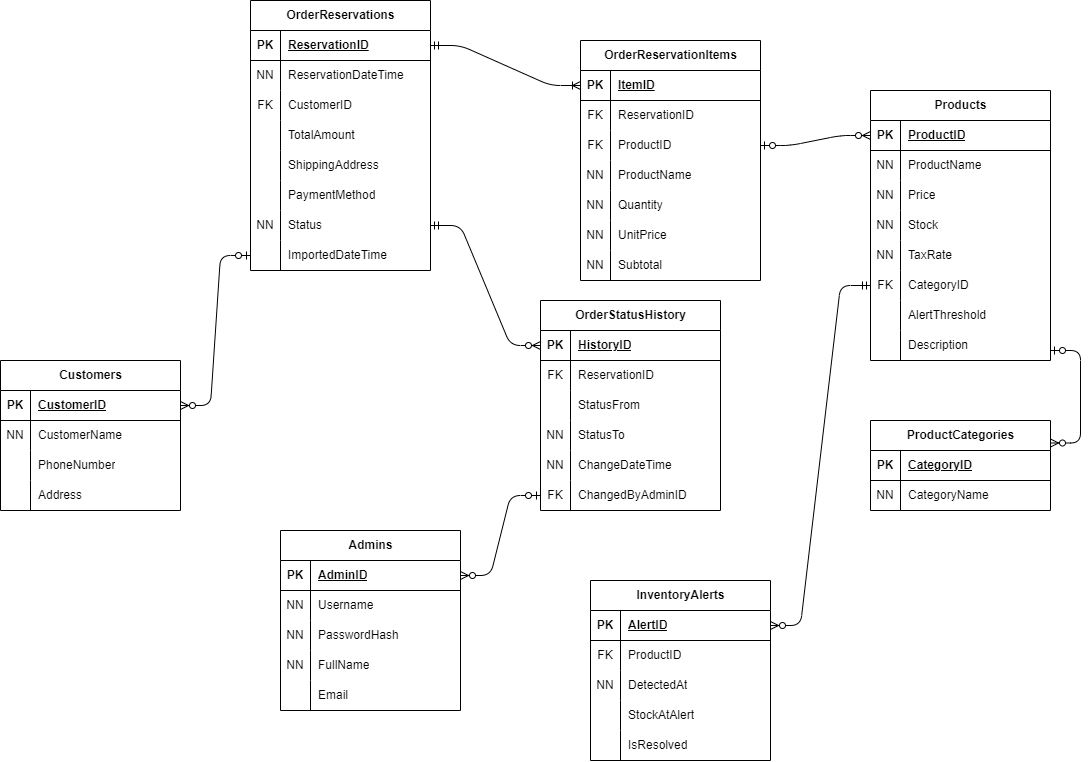 OrderReservations
PK ReservationID
NN ReservationDateTime
FK CustomerID
TotalAmount
ShippingAddress
PaymentMethod
NN Status
ImportedDateTime
OrderReservationItems
PK ItemID
FK ReservationID
FK ProductID
NN ProductName
NN Quantity
NN UnitPrice
NN Subtotal
Products
PK ProductID
NN ProductName
NN Price
NN Stock
NN TaxRate
FK CategoryID
AlertThreshold
Description
OrderStatusHistory
PK HistoryID
FK ReservationID
StatusFrom
NN StatusTo
NN ChangeDateTime
FK ChangedByAdminID
Customers
PK CustomerID
NN CustomerName
PhoneNumber
Address
ProductCategories
PK CategoryID
NN CategoryName
Admins
PK AdminID
NN Username
NN PasswordHash
NN FullName
Email
InventoryAlerts
PK AlertID
FK ProductID
NN DetectedAt
StockAtAlert
IsResolved